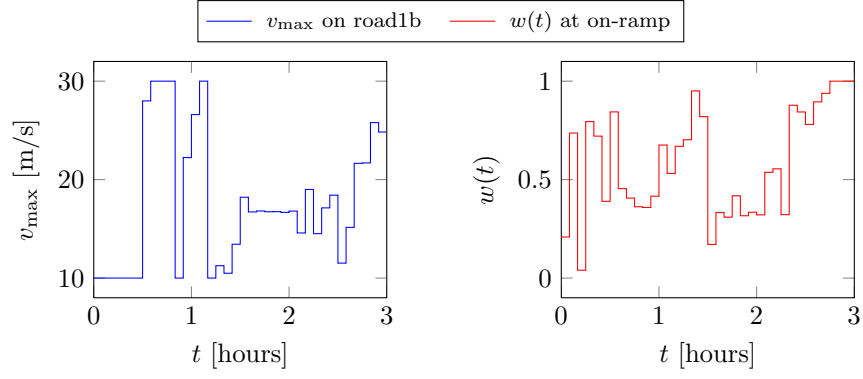 v_max on road1b w(t) at on-ramp
30
20
10
v_max [m/s]
0 1 2 3
t [hours]
1
0.5
0
w(t)
0 1 2 3
t [hours]